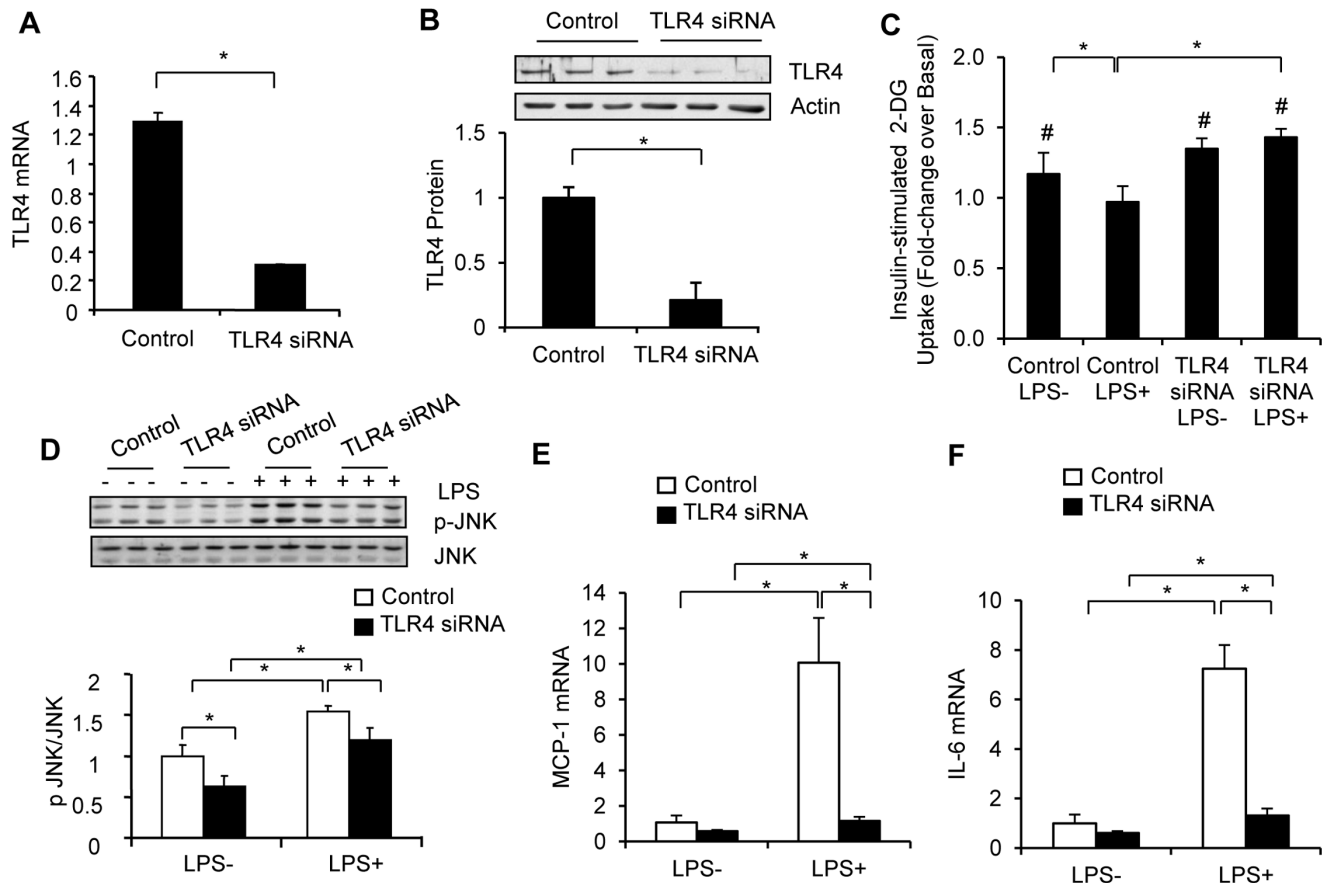 A
*
1.6
1.4
1.2
1
0.8
0.6
0.4
0.2
0
TLR4 mRNA
Control
TLR4 siRNA
B
Control
TLR4 siRNA
TLR4
Actin
*
1.5
1
0.5
0
TLR4 Protein
Control
TLR4 siRNA
C
Insulin-stimulated 2-DG
Uptake (Fold-change over Basal)
2.0
1.5
1.0
0.5
0.0
*
*
#
#
#
Control
LPS-
Control
LPS+
TLR4
siRNA
LPS-
TLR4
siRNA
LPS+
D
Control
TLR4 siRNA
Control
TLR4 siRNA
- - - - - - + + + + + +
LPS
p-JNK
JNK
Control
TLR4 siRNA
*
*
*
*
2
1.5
1
0.5
0
p JNK/JNK
LPS-
LPS+
E
Control
TLR4 siRNA
*
*
*
14
12
10
8
6
4
2
0
MCP-1 mRNA
LPS-
LPS+
F
Control
TLR4 siRNA
*
*
*
10
8
6
4
2
0
IL-6 mRNA
LPS-
LPS+